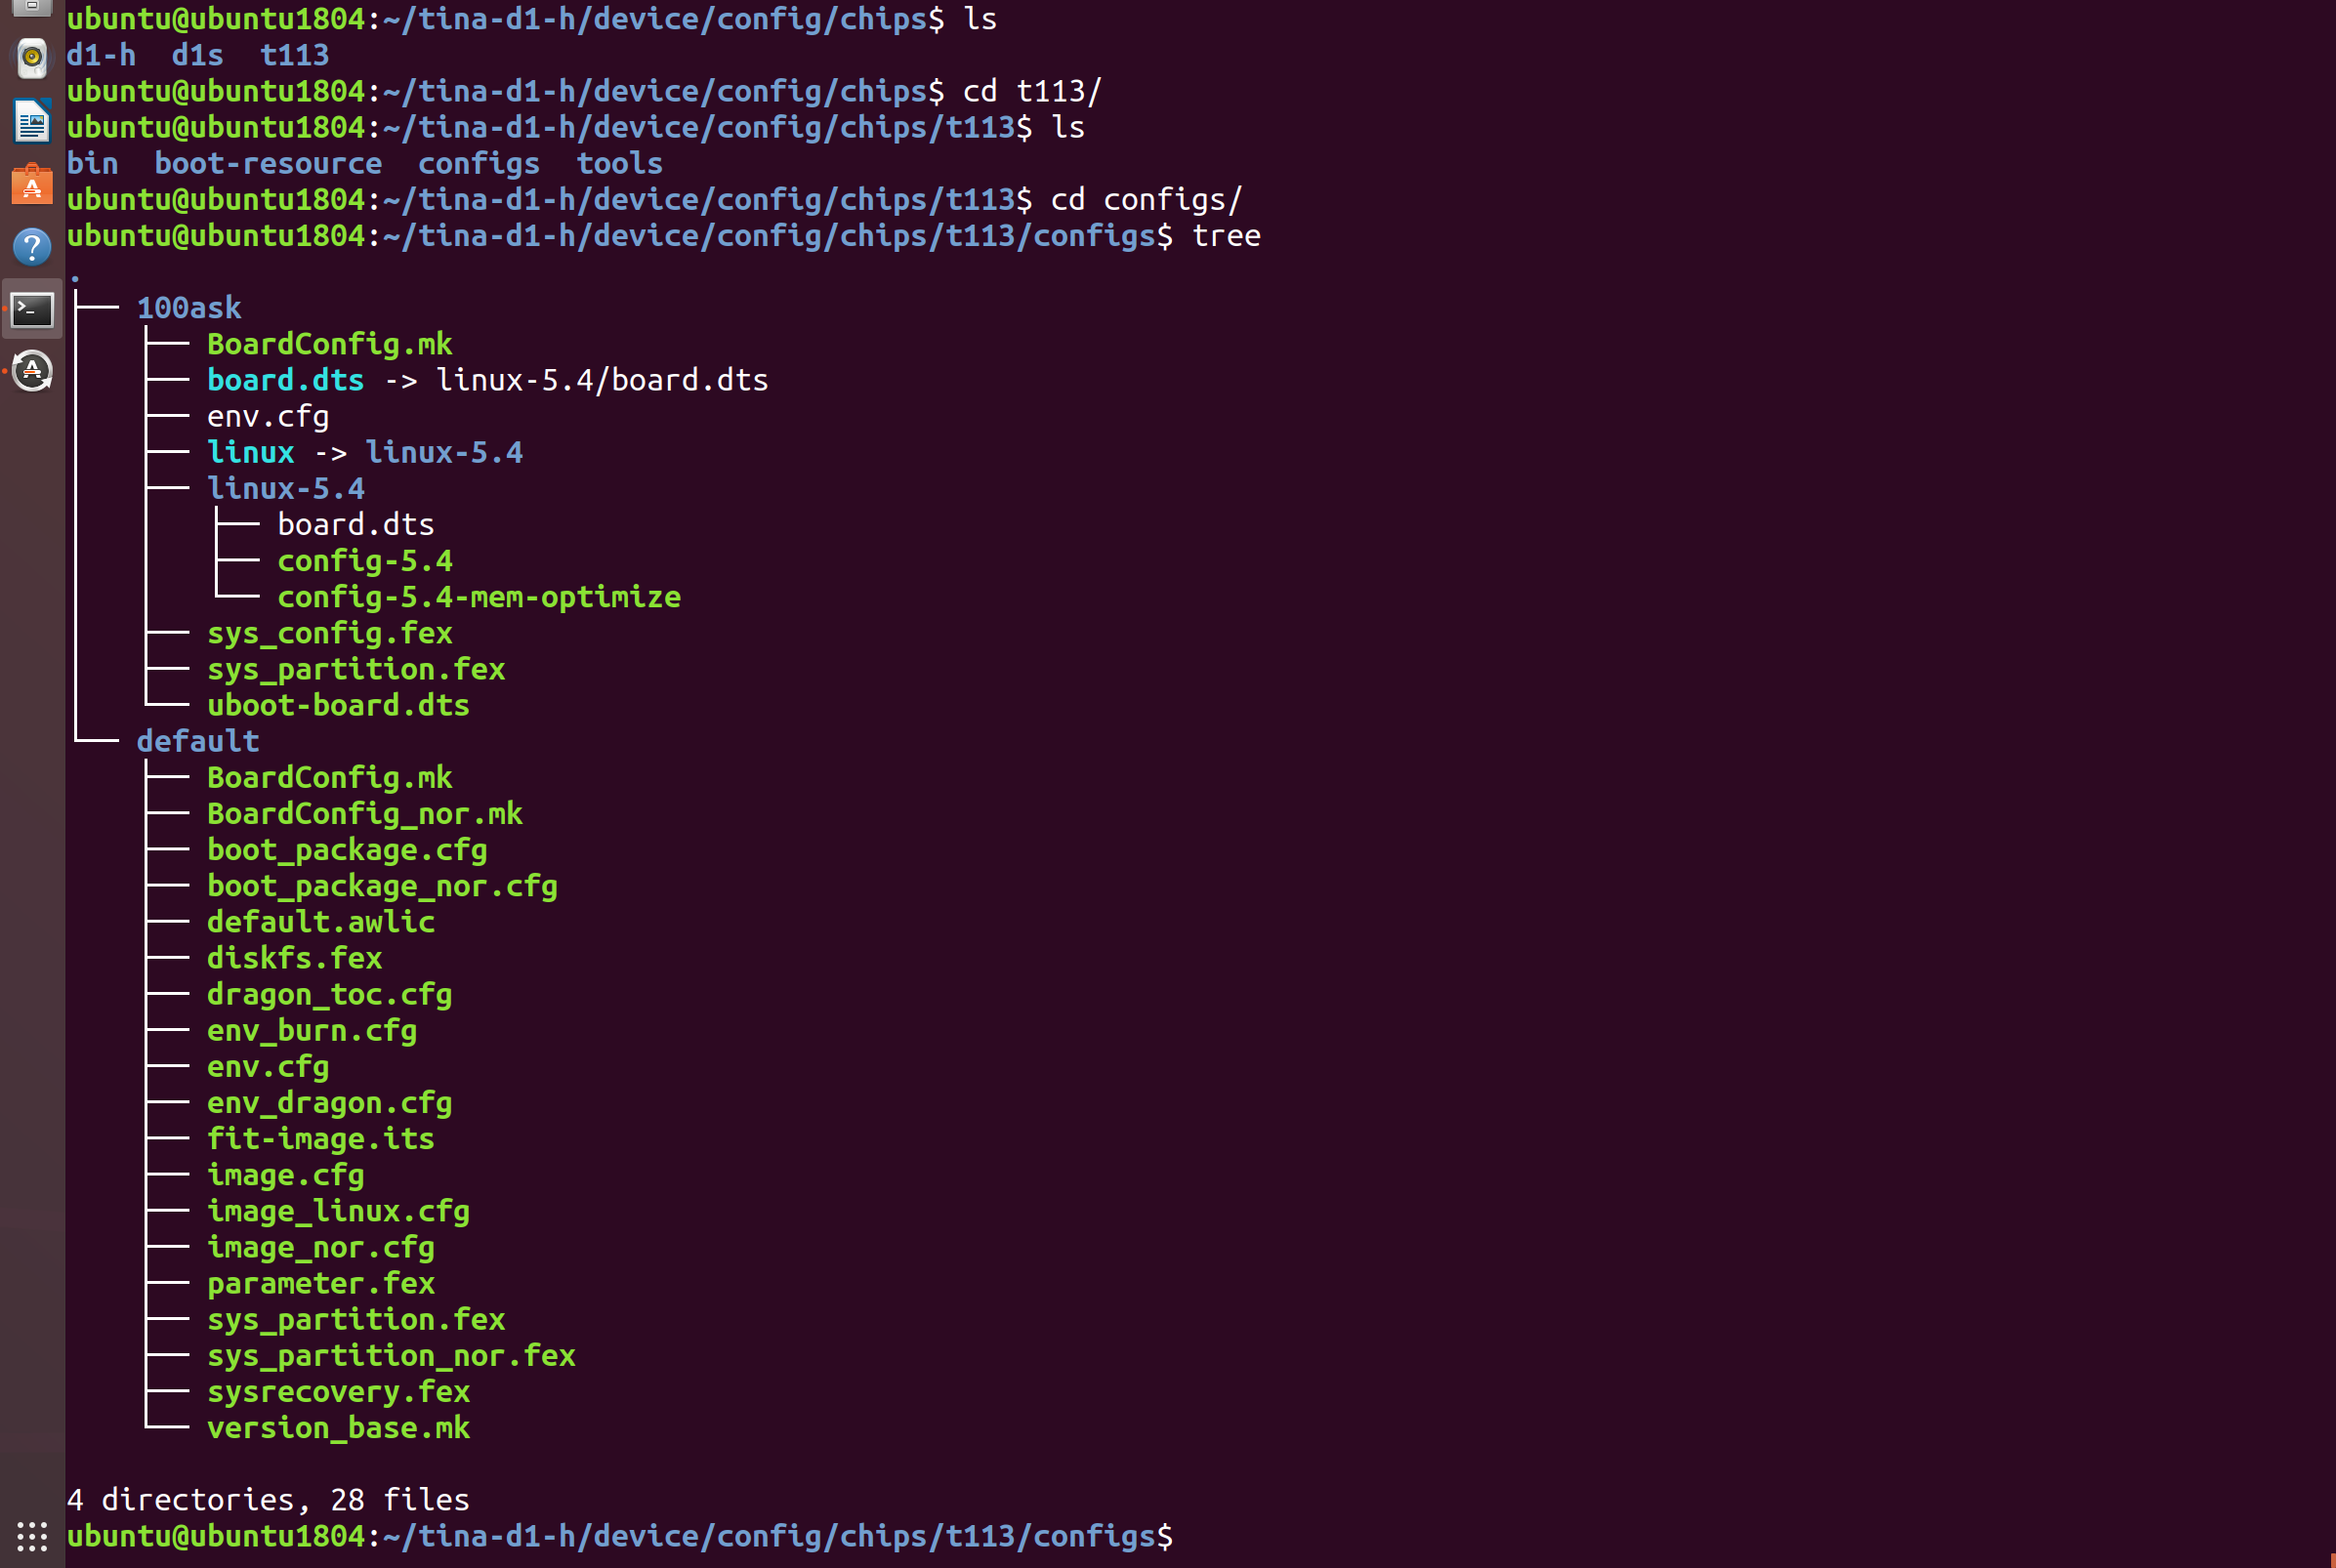 ubuntu@ubuntu1804:~/tina-d1-h/device/config/chips$ ls
d1-h  d1s  t113
ubuntu@ubuntu1804:~/tina-d1-h/device/config/chips$ cd t113/
ubuntu@ubuntu1804:~/tina-d1-h/device/config/chips/t113$ ls
bin  boot-resource  configs  tools
ubuntu@ubuntu1804:~/tina-d1-h/device/config/chips/t113$ cd configs/
ubuntu@ubuntu1804:~/tina-d1-h/device/config/chips/t113/configs$ tree
.
├── 100ask
│   ├── BoardConfig.mk
│   ├── board.dts -> linux-5.4/board.dts
│   ├── env.cfg
│   ├── linux -> linux-5.4
│   ├── linux-5.4
│   │   ├── board.dts
│   │   ├── config-5.4
│   │   └── config-5.4-mem-optimize
│   ├── sys_config.fex
│   ├── sys_partition.fex
│   └── uboot-board.dts
└── default
    ├── BoardConfig.mk
    ├── BoardConfig_nor.mk
    ├── boot_package.cfg
    ├── boot_package_nor.cfg
    ├── default.awlic
    ├── diskfs.fex
    ├── dragon_toc.cfg
    ├── env_burn.cfg
    ├── env.cfg
    ├── env_dragon.cfg
    ├── fit-image.its
    ├── image.cfg
    ├── image_linux.cfg
    ├── image_nor.cfg
    ├── parameter.fex
    ├── sys_partition.fex
    ├── sys_partition_nor.fex
    ├── sysrecovery.fex
    └── version_base.mk
4 directories, 28 files
ubuntu@ubuntu1804:~/tina-d1-h/device/config/chips/t113/configs$